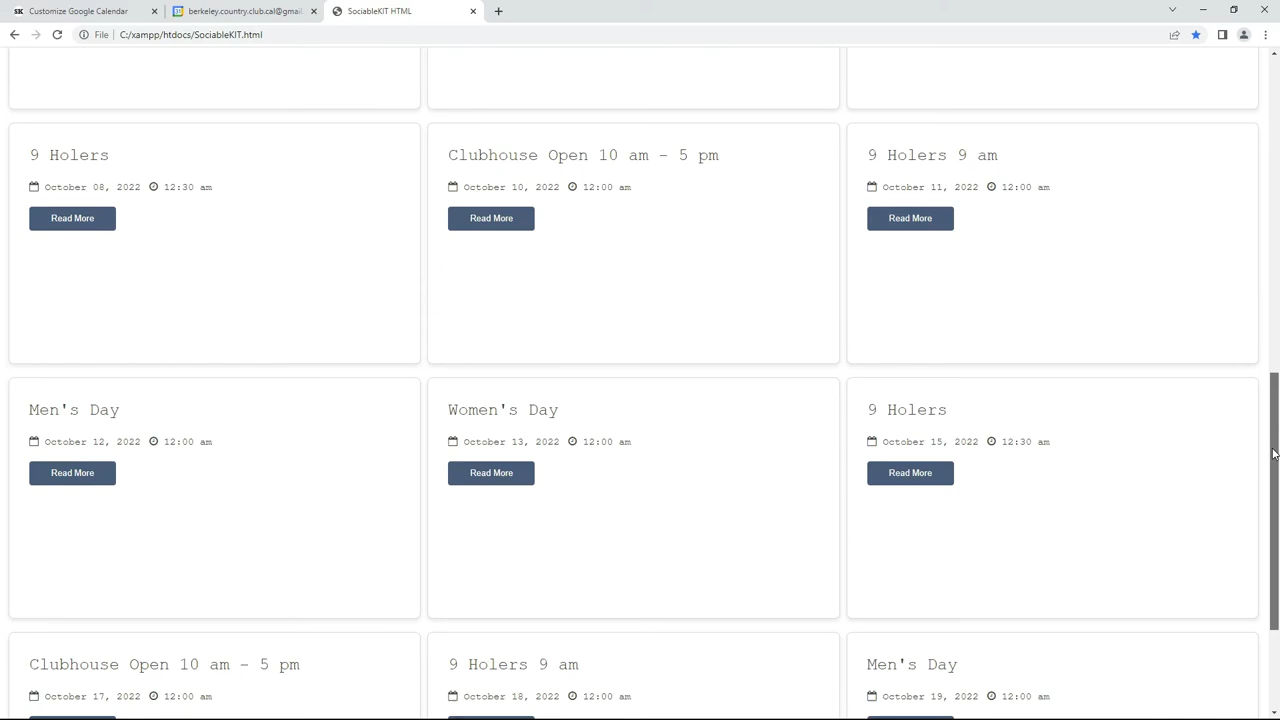 SK Customize Google Calendar
berkeley.country.club.cal@gmai
SociableKIT HTML
File C:/xampp/htdocs/SociableKIT.html
9 Holers
October 08, 2022 12:30 am
Read More
Clubhouse Open 10 am - 5 pm
October 10, 2022 12:00 am
Read More
9 Holers 9 am
October 11, 2022 12:00 am
Read More
Men's Day
October 12, 2022 12:00 am
Read More
Women's Day
October 13, 2022 12:00 am
Read More
9 Holers
October 15, 2022 12:30 am
Read More
Clubhouse Open 10 am - 5 pm
October 17, 2022 12:00 am
9 Holers 9 am
October 18, 2022 12:00 am
Men's Day
October 19, 2022 12:00 am